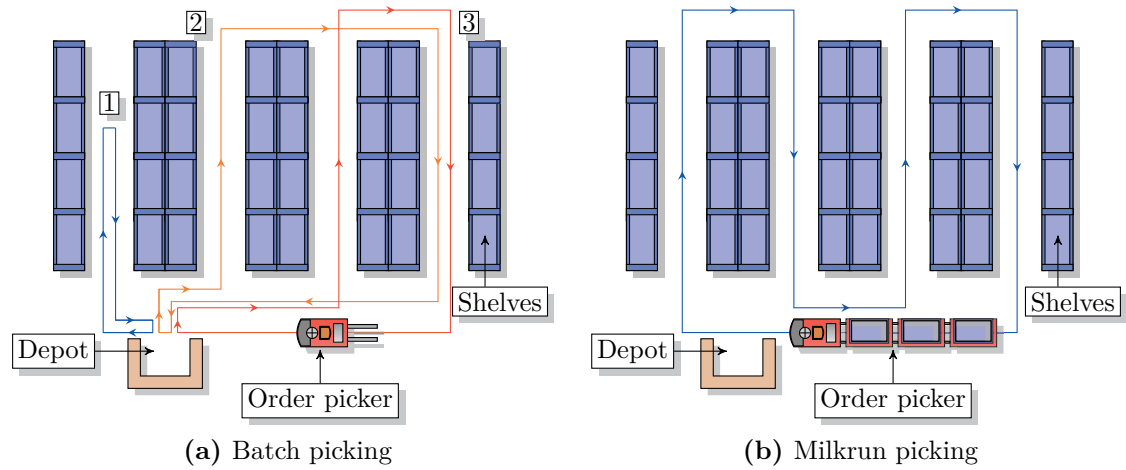 1
2
3
Shelves
Depot
Order picker
(a) Batch picking
Shelves
Depot
Order picker
(b) Milkrun picking